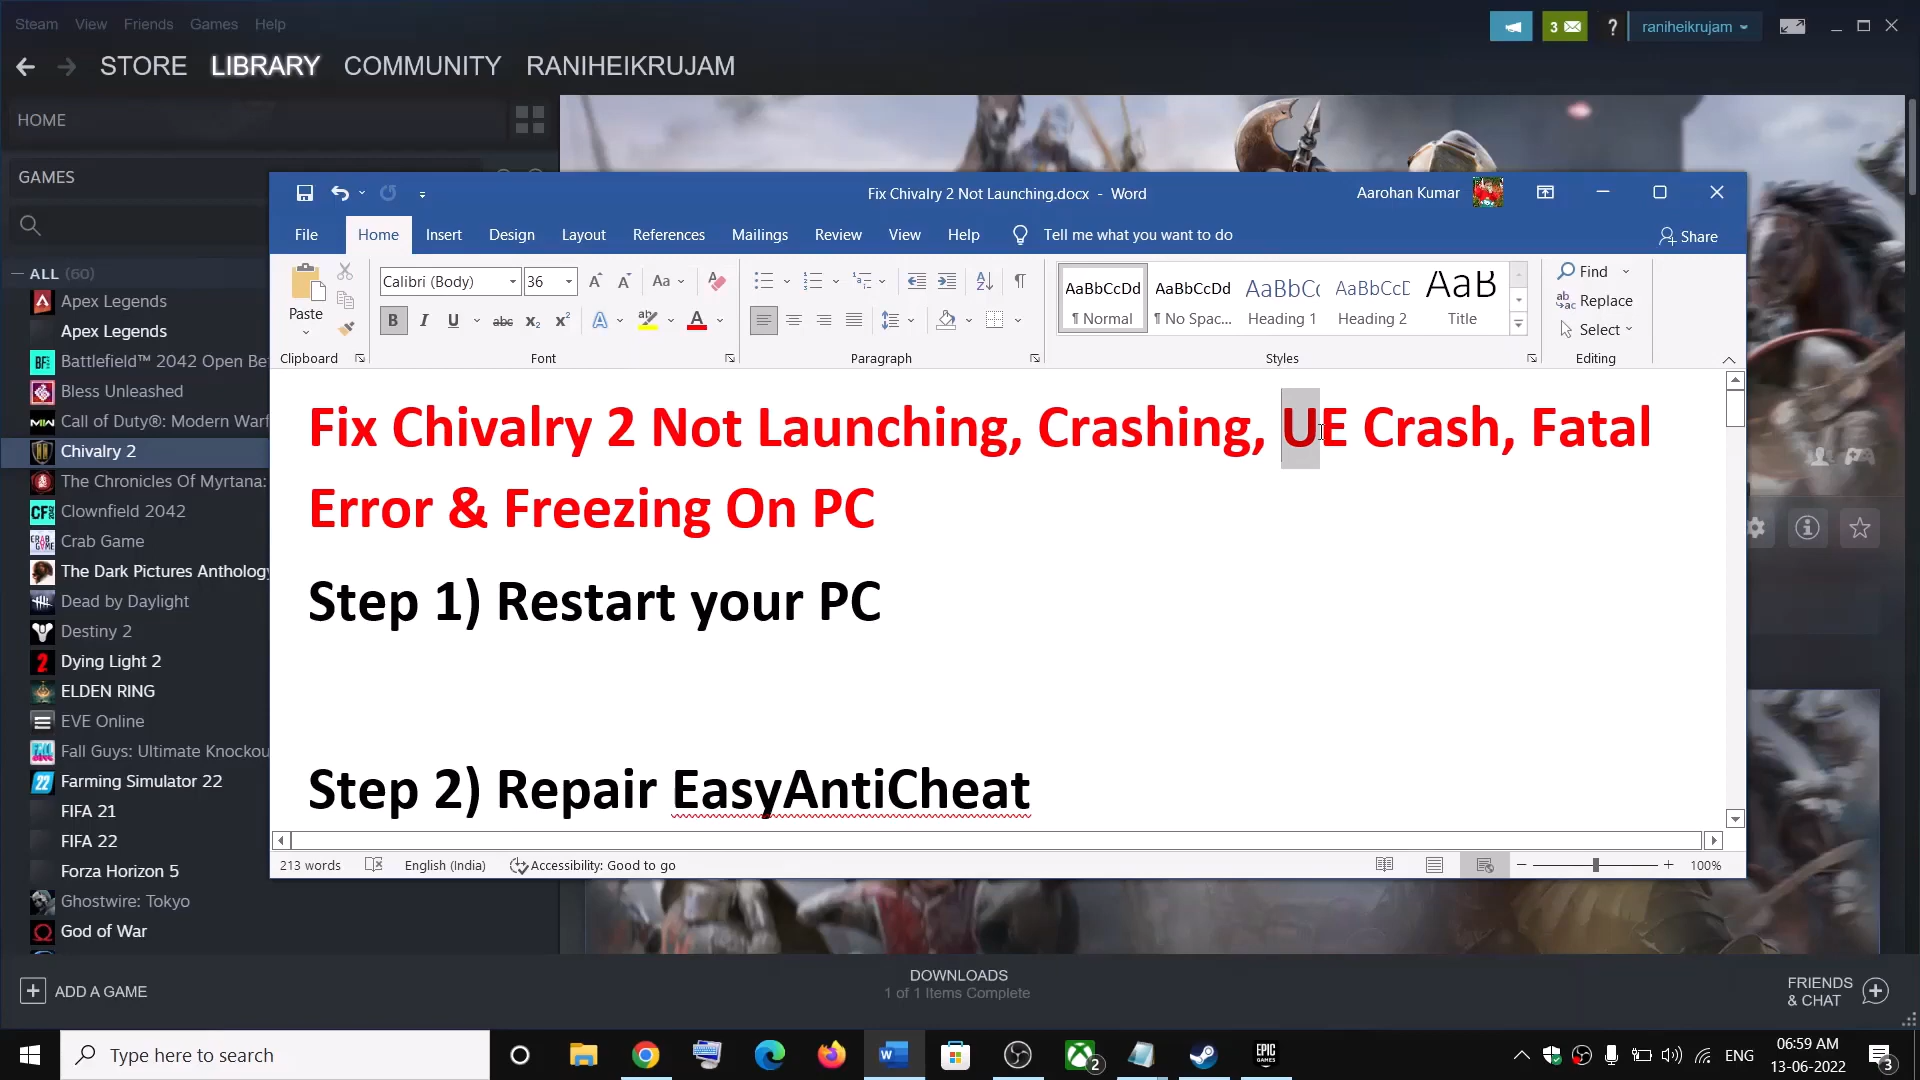 Steam View Friends Games Help
3 ? raniheikrujam
STORE LIBRARY COMMUNITY RANIHEIKRUJAM
HOME
GAMES
ALL (60)
Apex Legends
Apex Legends
Battlefield™ 2042 Open Be
Bless Unleashed
Call of Duty®: Modern Warf
Chivalry 2
The Chronicles Of Myrtana:
Clownfield 2042
Crab Game
The Dark Pictures Anthology
Dead by Daylight
Destiny 2
Dying Light 2
ELDEN RING
EVE Online
Fall Guys: Ultimate Knockou
Farming Simulator 22
FIFA 21
FIFA 22
Forza Horizon 5
Ghostwire: Tokyo
God of War
Fix Chivalry 2 Not Launching.docx - Word
Aarohan Kumar
File Home Insert Design Layout References Mailings Review View Help Tell me what you want to do Share
Paste
Clipboard
Calibri (Body) 36
Font
Paragraph
AaBbCcDd AaBbCcDd AaBbCc AaBbCcD AaB
¶ Normal ¶ No Spac... Heading 1 Heading 2 Title
Styles
Find
Replace
Select
Editing
Fix Chivalry 2 Not Launching, Crashing, UE Crash, Fatal
Error & Freezing On PC
Step 1) Restart your PC
Step 2) Repair EasyAntiCheat
213 words English (India) Accessibility: Good to go 100%
ADD A GAME
DOWNLOADS
1 of 1 Items Complete
FRIENDS
& CHAT
Type here to search
2
EPIC
GAMES
ENG
06:59 AM
13-06-2022
3